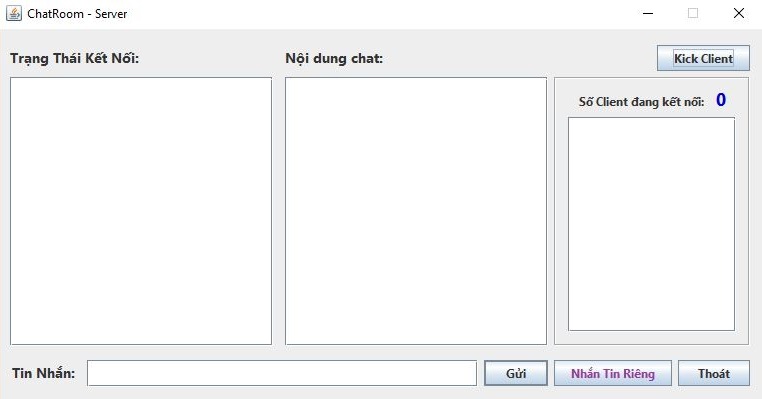 ChatRoom - Server
Trạng Thái Kết Nối:
Nội dung chat:
Kick Client
Số Client đang kết nối: 0
Tin Nhắn:
Gửi
Nhắn Tin Riêng
Thoát